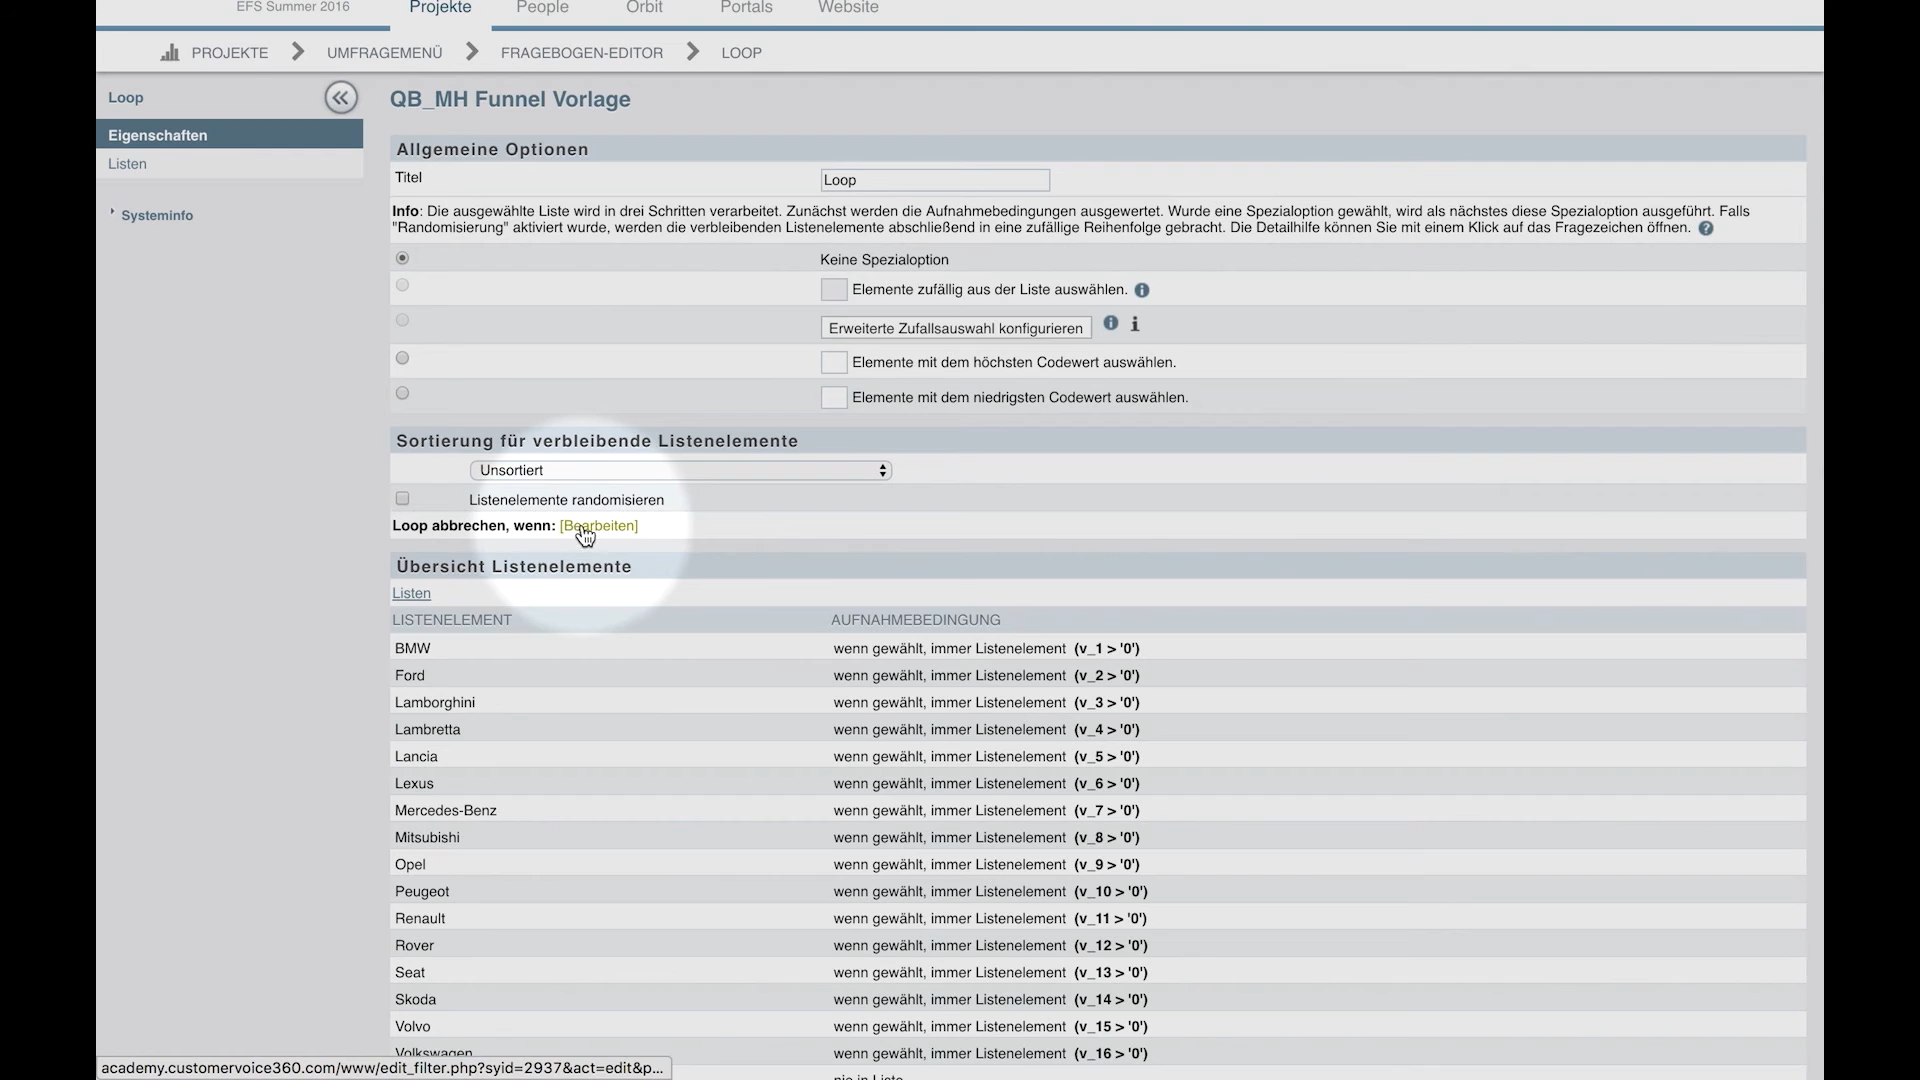 EFS Summer 2016
Projekte People Orbit Portals Website
PROJEKTE UMFRAGEMENÜ FRAGEBOGEN-EDITOR LOOP
Loop
Eigenschaften
Listen
Systeminfo
QB_MH Funnel Vorlage
Allgemeine Optionen
Titel Loop
Info: Die ausgewählte Liste wird in drei Schritten verarbeitet. Zunächst werden die Aufnahmebedingungen ausgewertet. Wurde eine Spezialoption gewählt, wird als nächstes diese Spezialoption ausgeführt. Falls
"Randomisierung" aktiviert wurde, werden die verbleibenden Listenelemente abschließend in eine zufällige Reihenfolge gebracht. Die Detailhilfe können Sie mit einem Klick auf das Fragezeichen öffnen.
Keine Spezialoption
Elemente zufällig aus der Liste auswählen.
Erweiterte Zufallsauswahl konfigurieren
Elemente mit dem höchsten Codewert auswählen.
Elemente mit dem niedrigsten Codewert auswählen.
Sortierung für verbleibende Listenelemente
Unsortiert
Listenelemente randomisieren
Loop abbrechen, wenn: [Bearbeiten]
Übersicht Listenelemente
Listen
LISTENELEMENT AUFNAHMEBEDINGUNG
BMW wenn gewählt, immer Listenelement (v_1 > '0')
Ford wenn gewählt, immer Listenelement (v_2 > '0')
Lamborghini wenn gewählt, immer Listenelement (v_3 > '0')
Lambretta wenn gewählt, immer Listenelement (v_4 > '0')
Lancia wenn gewählt, immer Listenelement (v_5 > '0')
Lexus wenn gewählt, immer Listenelement (v_6 > '0')
Mercedes-Benz wenn gewählt, immer Listenelement (v_7 > '0')
Mitsubishi wenn gewählt, immer Listenelement (v_8 > '0')
Opel wenn gewählt, immer Listenelement (v_9 > '0')
Peugeot wenn gewählt, immer Listenelement (v_10 > '0')
Renault wenn gewählt, immer Listenelement (v_11 > '0')
Rover wenn gewählt, immer Listenelement (v_12 > '0')
Seat wenn gewählt, immer Listenelement (v_13 > '0')
Skoda wenn gewählt, immer Listenelement (v_14 > '0')
Volvo wenn gewählt, immer Listenelement (v_15 > '0')
Volkswagen wenn gewählt, immer Listenelement (v_16 > '0')
nie in Liste
academy.customervoice360.com/www/edit_filter.php?syid=2937&act=edit&p...